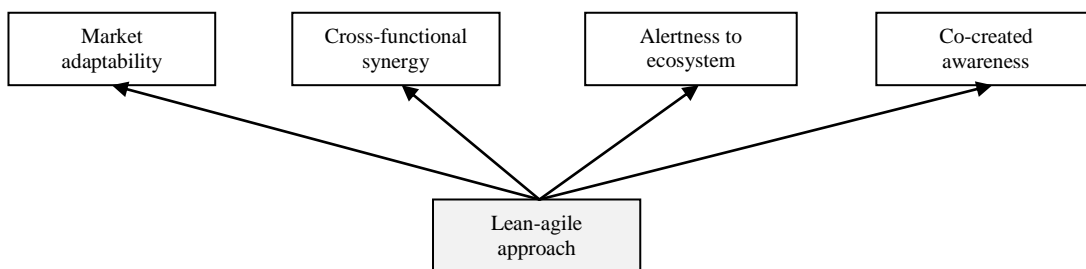 Market
adaptability
Cross-functional
synergy
Alertness to
ecosystem
Co-created
awareness
Lean-agile
approach